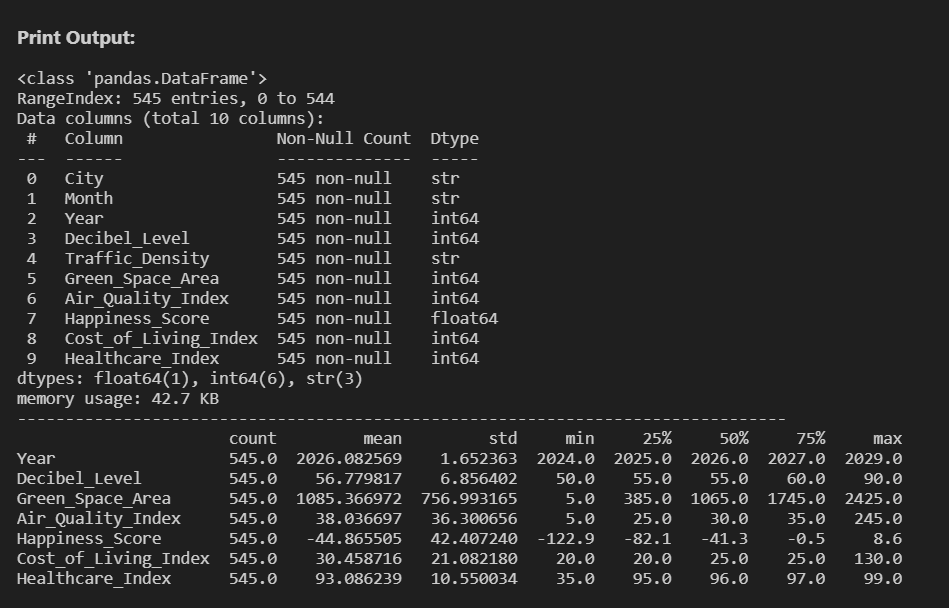 Print Output:
<class 'pandas.DataFrame'>
RangeIndex: 545 entries, 0 to 544
Data columns (total 10 columns):
 #   Column                Non-Null Count  Dtype
---  ------                --------------  -----
 0   City                  545 non-null    str
 1   Month                 545 non-null    str
 2   Year                  545 non-null    int64
 3   Decibel_Level         545 non-null    int64
 4   Traffic_Density       545 non-null    str
 5   Green_Space_Area      545 non-null    int64
 6   Air_Quality_Index     545 non-null    int64
 7   Happiness_Score       545 non-null    float64
 8   Cost_of_Living_Index  545 non-null    int64
 9   Healthcare_Index      545 non-null    int64
dtypes: float64(1), int64(6), str(3)
memory usage: 42.7 KB
--------------------------------------------------------------------------------
                      count         mean         std     min     25%     50%     75%     max
Year                  545.0  2026.082569    1.652363  2024.0  2025.0  2026.0  2027.0  2029.0
Decibel_Level         545.0    56.779817    6.856402    50.0    55.0    55.0    60.0    90.0
Green_Space_Area      545.0  1085.366972  756.993165     5.0   385.0  1065.0  1745.0  2425.0
Air_Quality_Index     545.0    38.036697   36.300656     5.0    25.0    30.0    35.0   245.0
Happiness_Score       545.0   -44.865505   42.407240  -122.9   -82.1   -41.3    -0.5     8.6
Cost_of_Living_Index  545.0    30.458716   21.082180    20.0    20.0    25.0    25.0   130.0
Healthcare_Index      545.0    93.086239   10.550034    35.0    95.0    96.0    97.0    99.0